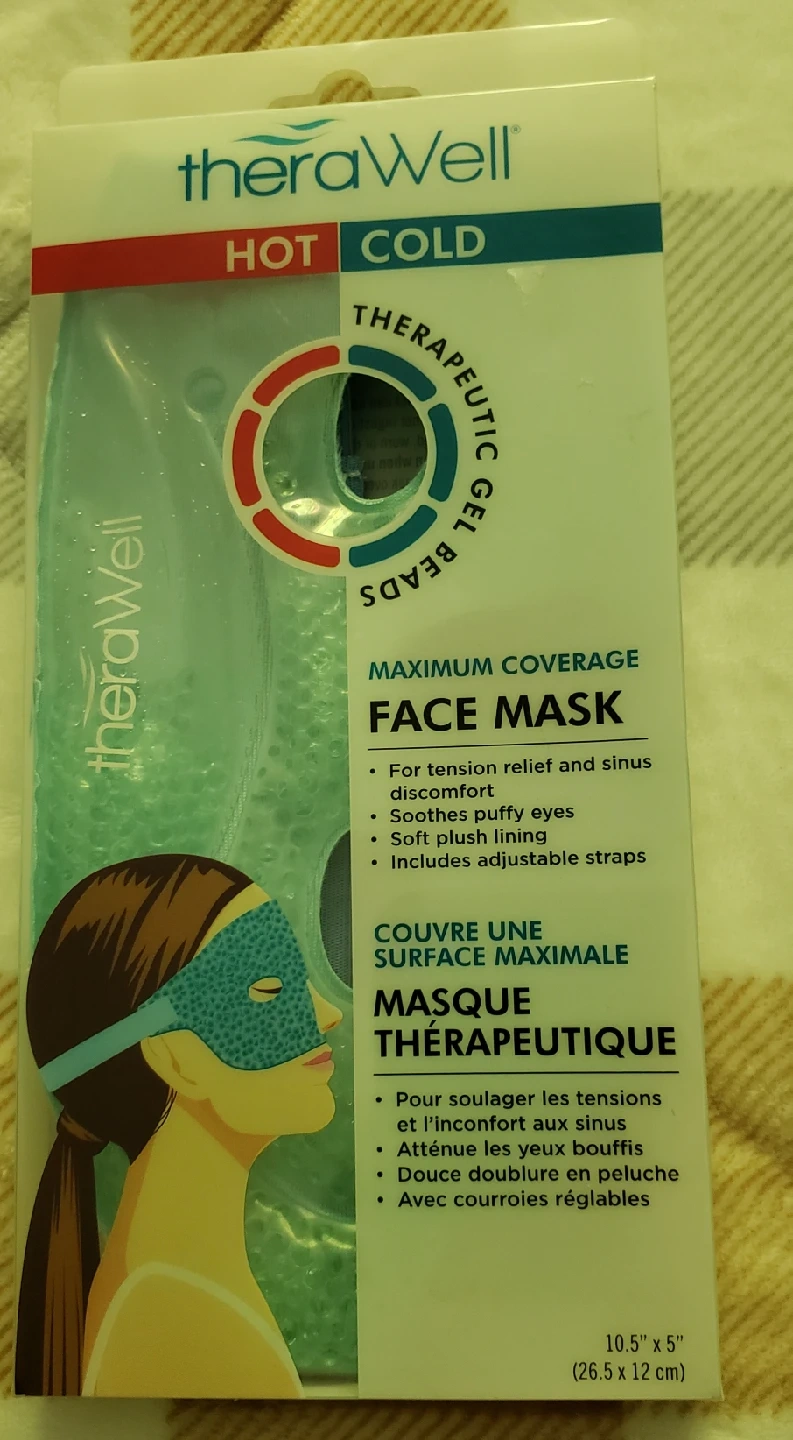 theraWell®
HOT COLD
THERAPEUTIC GEL BEADS
theraWell
MAXIMUM COVERAGE
FACE MASK
• For tension relief and sinus
discomfort
• Soothes puffy eyes
• Soft plush lining
• Includes adjustable straps
COUVRE UNE
SURFACE MAXIMALE
MASQUE
THÉRAPEUTIQUE
• Pour soulager les tensions
et l'inconfort aux sinus
• Atténue les yeux bouffis
• Douce doublure en peluche
• Avec courroies réglables
10.5" x 5"
(26.5 x 12 cm)